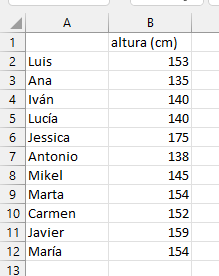 A B
1 altura (cm)
2 Luis 153
3 Ana 135
4 Iván 140
5 Lucía 140
6 Jessica 175
7 Antonio 138
8 Mikel 145
9 Marta 154
10 Carmen 152
11 Javier 159
12 María 154
13